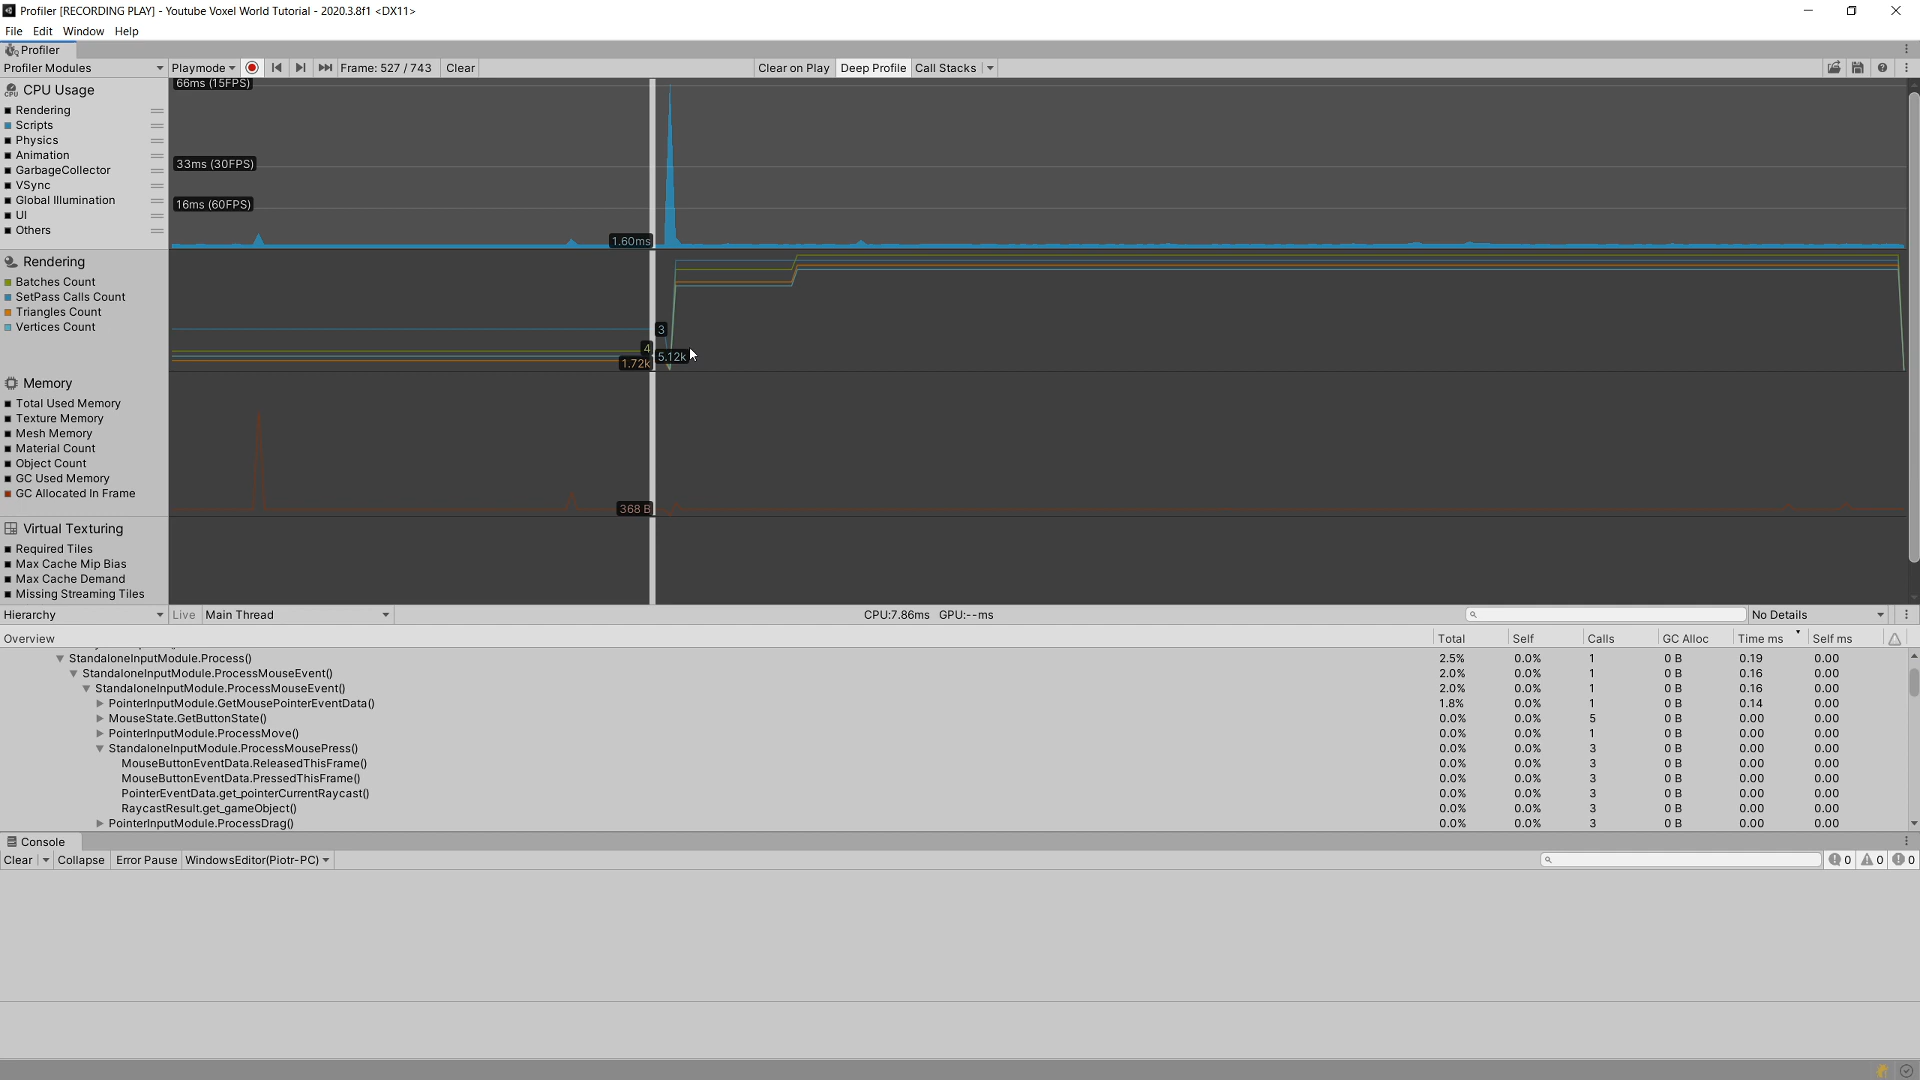 Profiler [RECORDING PLAY] - Youtube Voxel World Tutorial - 2020.3.8f1 <DX11>
File Edit Window Help
Profiler
Profiler Modules Playmode Frame: 527 / 743 Clear Clear on Play Deep Profile Call Stacks
CPU Usage
Rendering
Scripts
Physics
Animation
GarbageCollector
VSync
Global Illumination
UI
Others
66ms (15FPS)
33ms (30FPS)
16ms (60FPS)
1.60ms
Rendering
Batches Count
SetPass Calls Count
Triangles Count
Vertices Count
3
4
5.12k
1.72k
Memory
Total Used Memory
Texture Memory
Mesh Memory
Material Count
Object Count
GC Used Memory
GC Allocated In Frame
368 B
Virtual Texturing
Required Tiles
Max Cache Mip Bias
Max Cache Demand
Missing Streaming Tiles
Hierarchy Live Main Thread CPU:7.86ms GPU:--ms No Details
Overview Total Self Calls GC Alloc Time ms Self ms
StandaloneInputModule.Process() 2.5% 0.0% 1 0 B 0.19 0.00
StandaloneInputModule.ProcessMouseEvent() 2.0% 0.0% 1 0 B 0.16 0.00
StandaloneInputModule.ProcessMouseEvent() 2.0% 0.0% 1 0 B 0.16 0.00
PointerInputModule.GetMousePointerEventData() 1.8% 0.0% 1 0 B 0.14 0.00
MouseState.GetButtonState() 0.0% 0.0% 5 0 B 0.00 0.00
PointerInputModule.ProcessMove() 0.0% 0.0% 1 0 B 0.00 0.00
StandaloneInputModule.ProcessMousePress() 0.0% 0.0% 3 0 B 0.00 0.00
MouseButtonEventData.ReleasedThisFrame() 0.0% 0.0% 3 0 B 0.00 0.00
MouseButtonEventData.PressedThisFrame() 0.0% 0.0% 3 0 B 0.00 0.00
PointerEventData.get_pointerCurrentRaycast() 0.0% 0.0% 3 0 B 0.00 0.00
RaycastResult.get_gameObject() 0.0% 0.0% 3 0 B 0.00 0.00
PointerInputModule.ProcessDrag() 0.0% 0.0% 3 0 B 0.00 0.00
Console
Clear Collapse Error Pause WindowsEditor(Piotr-PC) 0 0 0